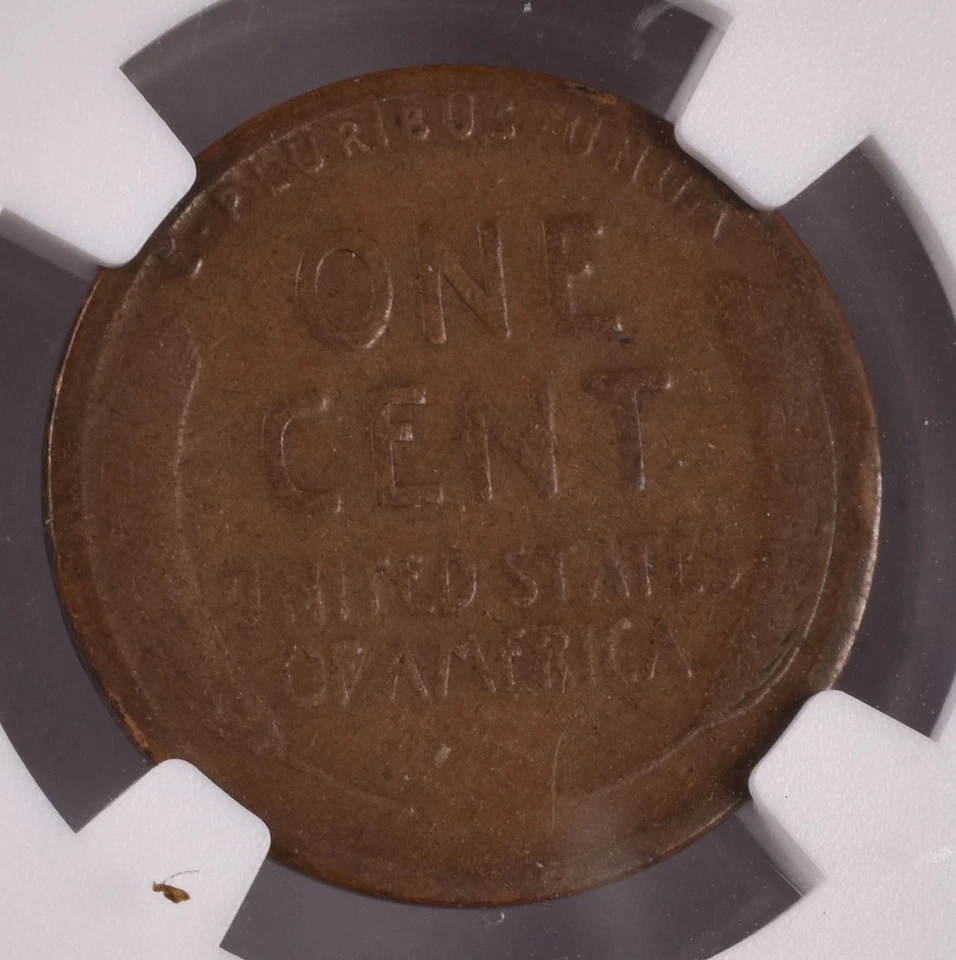 E PLURIBUS UNUM
ONE
CENT
UNITED STATES
OF AMERICA